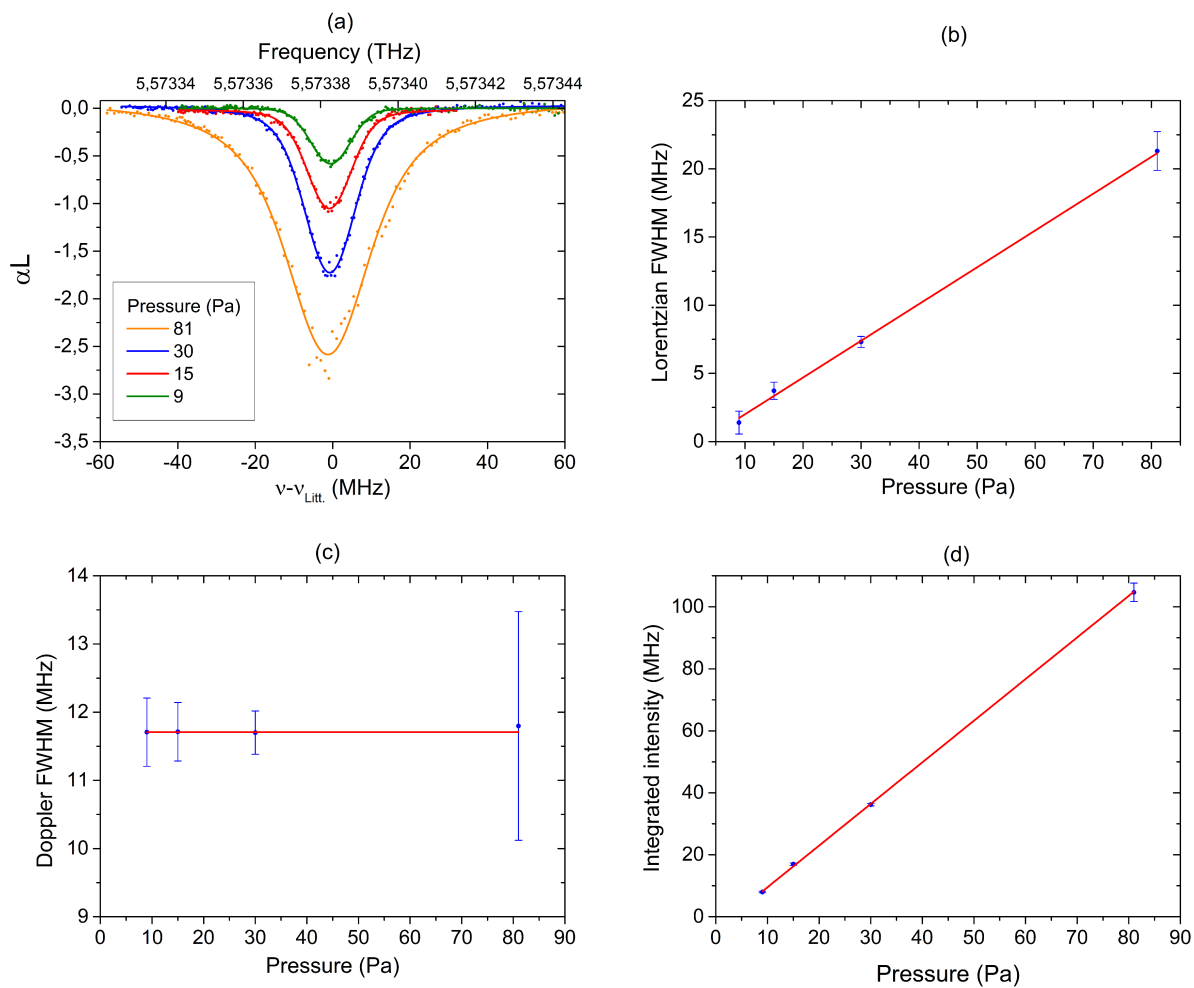 (a)
Frequency (THz)
5,57334 5,57336 5,57338 5,57340 5,57342 5,57344
0,0
-0,5
-1,0
-1,5
-2,0
-2,5
-3,0
-3,5
αL
Pressure (Pa)
81
30
15
9
-60 -40 -20 0 20 40 60
ν-νLitt. (MHz)
(b)
25
20
15
10
5
0
Lorentzian FWHM (MHz)
10 20 30 40 50 60 70 80
Pressure (Pa)
(c)
14
13
12
11
10
9
Doppler FWHM (MHz)
0 10 20 30 40 50 60 70 80 90
Pressure (Pa)
(d)
100
80
60
40
20
0
Integrated intensity (MHz)
0 10 20 30 40 50 60 70 80 90
Pressure (Pa)